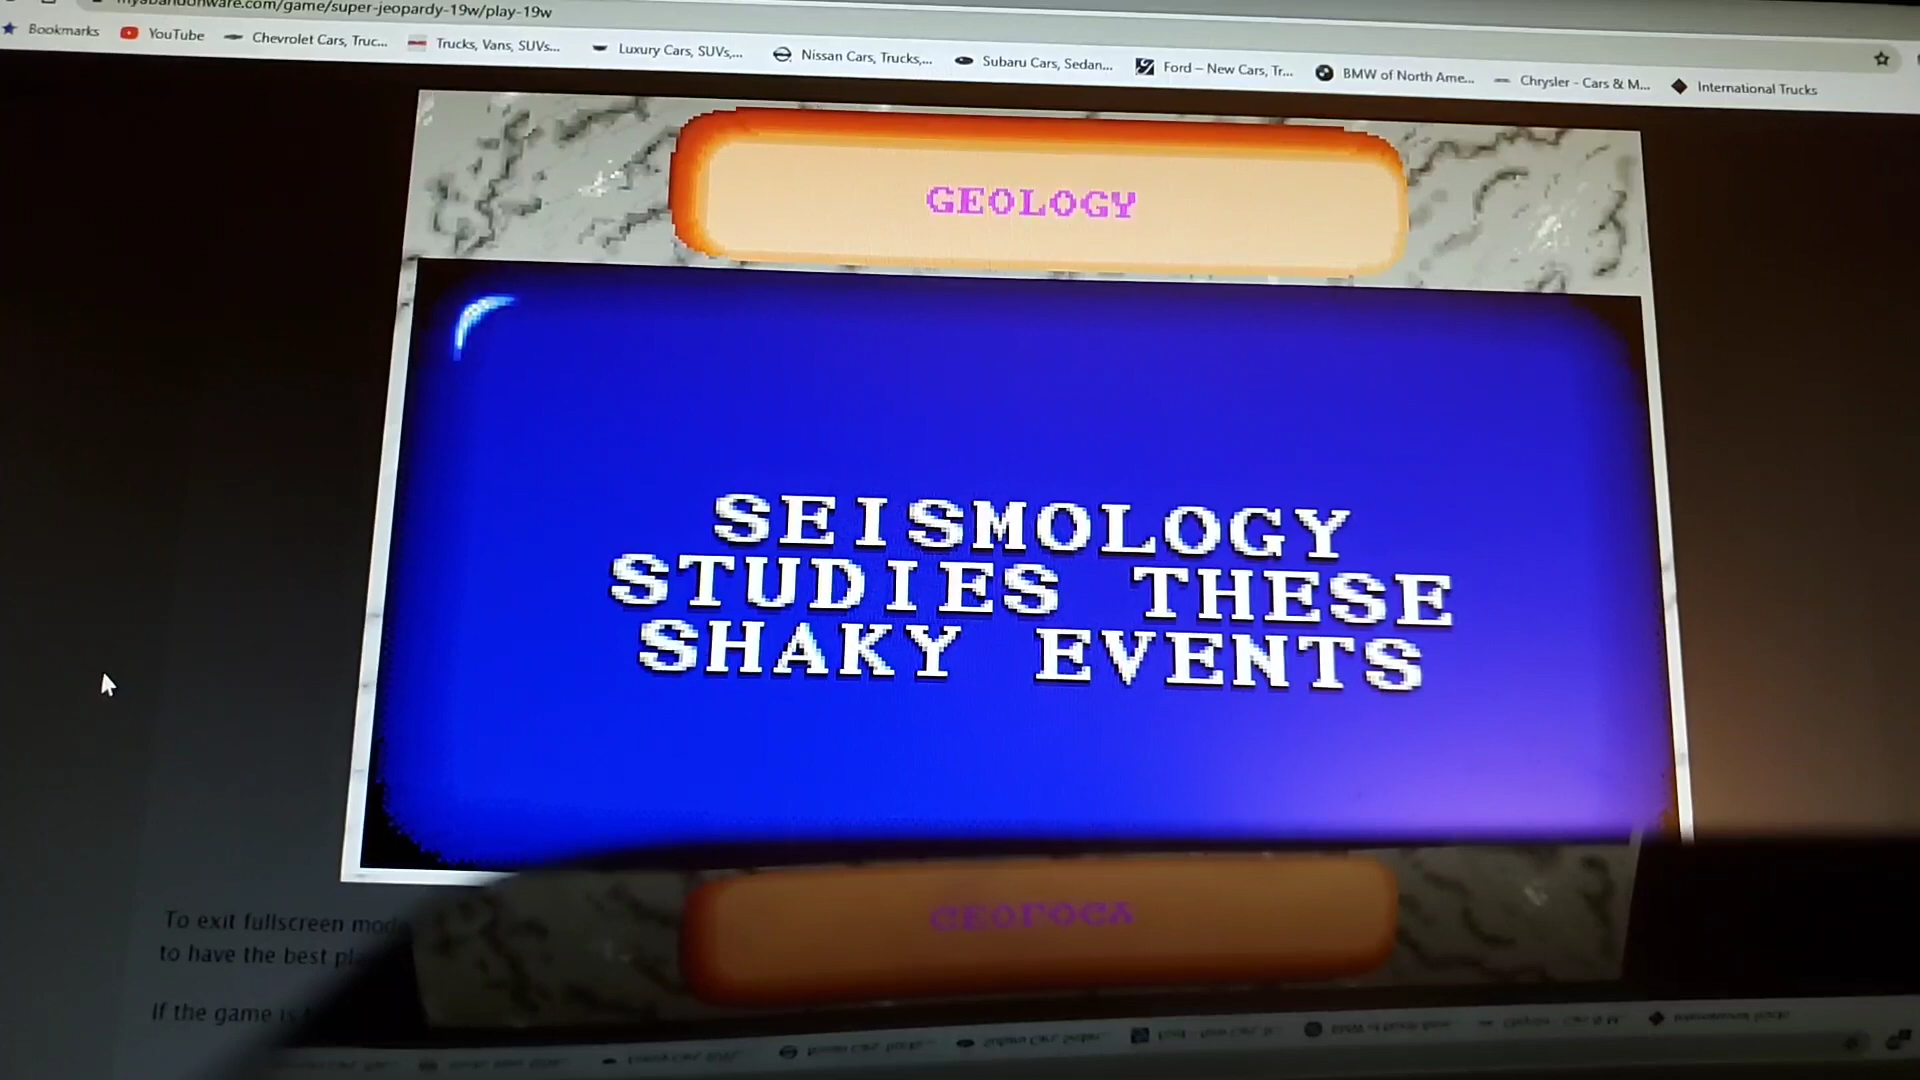 myabandonware.com/game/super-jeopardy-19w/play-19w
Bookmarks YouTube Chevrolet Cars, Truc... Trucks, Vans, SUVs... Luxury Cars, SUVs,... Nissan Cars, Trucks,... Subaru Cars, Sedan... Ford – New Cars, Tr... BMW of North Ame... Chrysler - Cars & M... International Trucks
GEOLOGY
SEISMOLOGY
STUDIES THESE
SHAKY EVENTS
To exit fullscreen mode
to have the best
If the game is